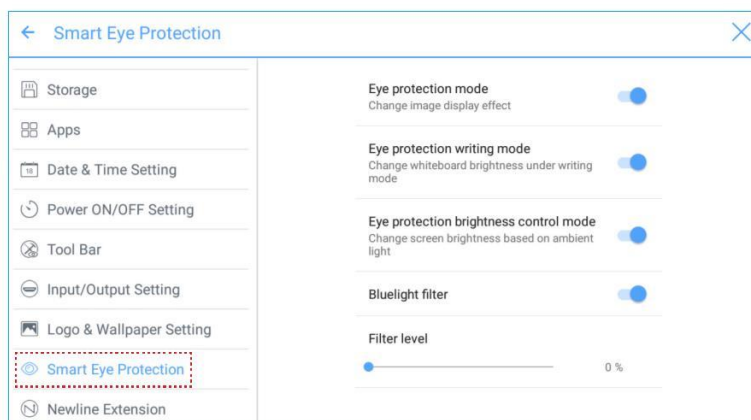 Smart Eye Protection
Storage
Apps
18
Date & Time Setting
Power ON/OFF Setting
Tool Bar
Input/Output Setting
Logo & Wallpaper Setting
Smart Eye Protection
N
Newline Extension
Eye protection mode
Change image display effect
Eye protection writing mode
Change whiteboard brightness under writing
mode
Eye protection brightness control mode
Change screen brightness based on ambient
light
Bluelight filter
Filter level
0 %